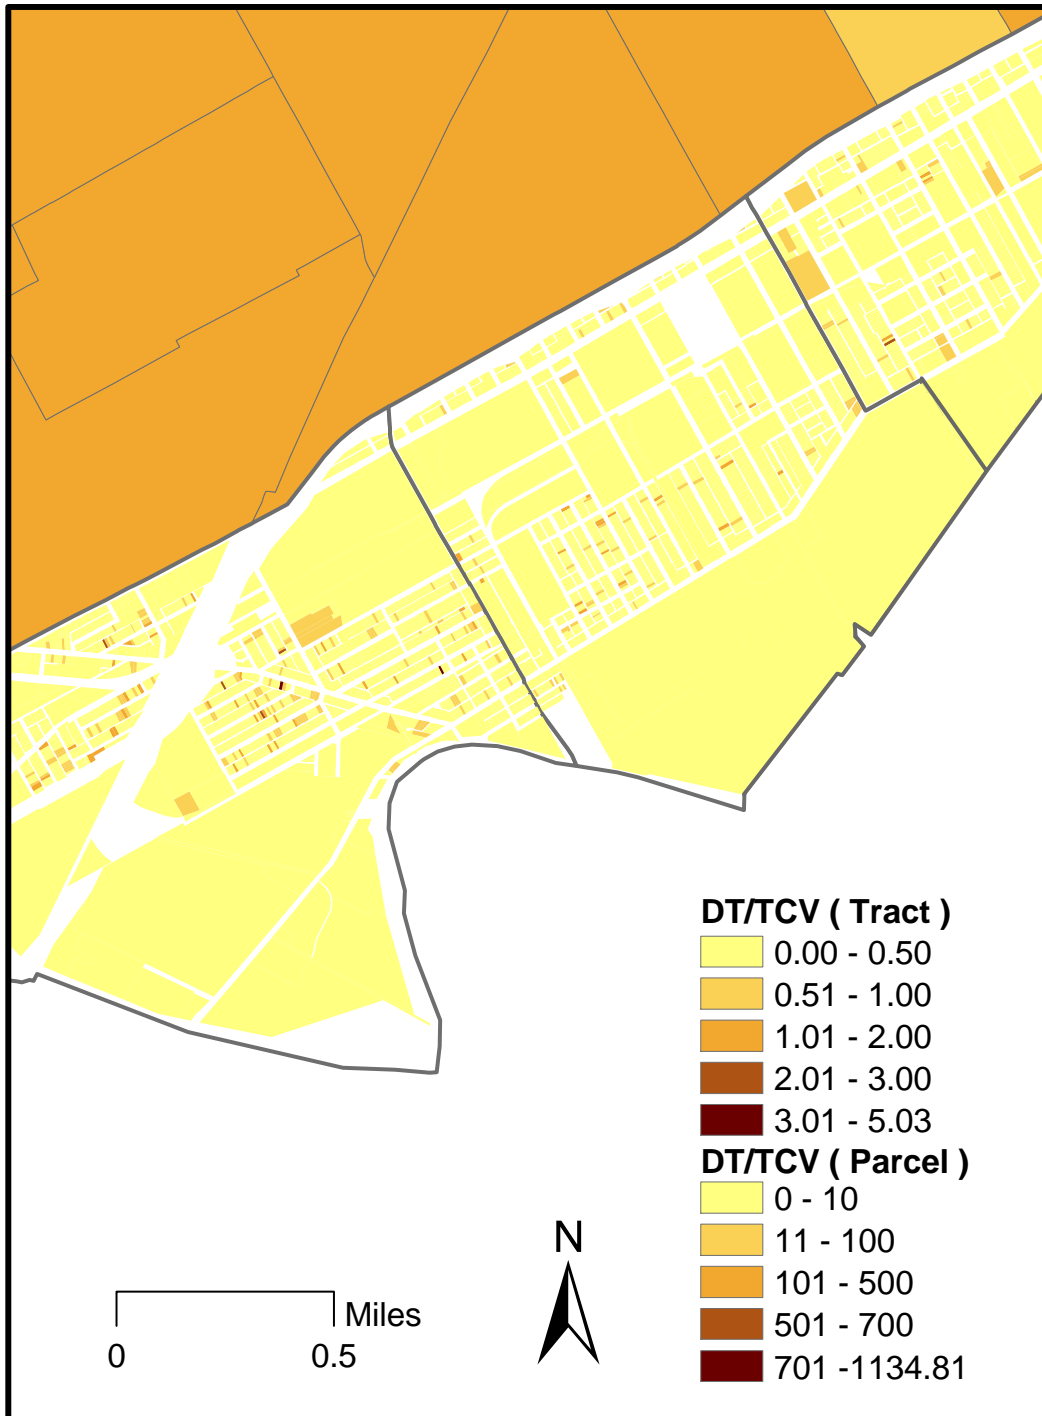 DT/TCV ( Tract )
0.00 - 0.50
0.51 - 1.00
1.01 - 2.00
2.01 - 3.00
3.01 - 5.03
DT/TCV ( Parcel )
0 - 10
11 - 100
101 - 500
501 - 700
701 -1134.81
N
Miles
0 0.5